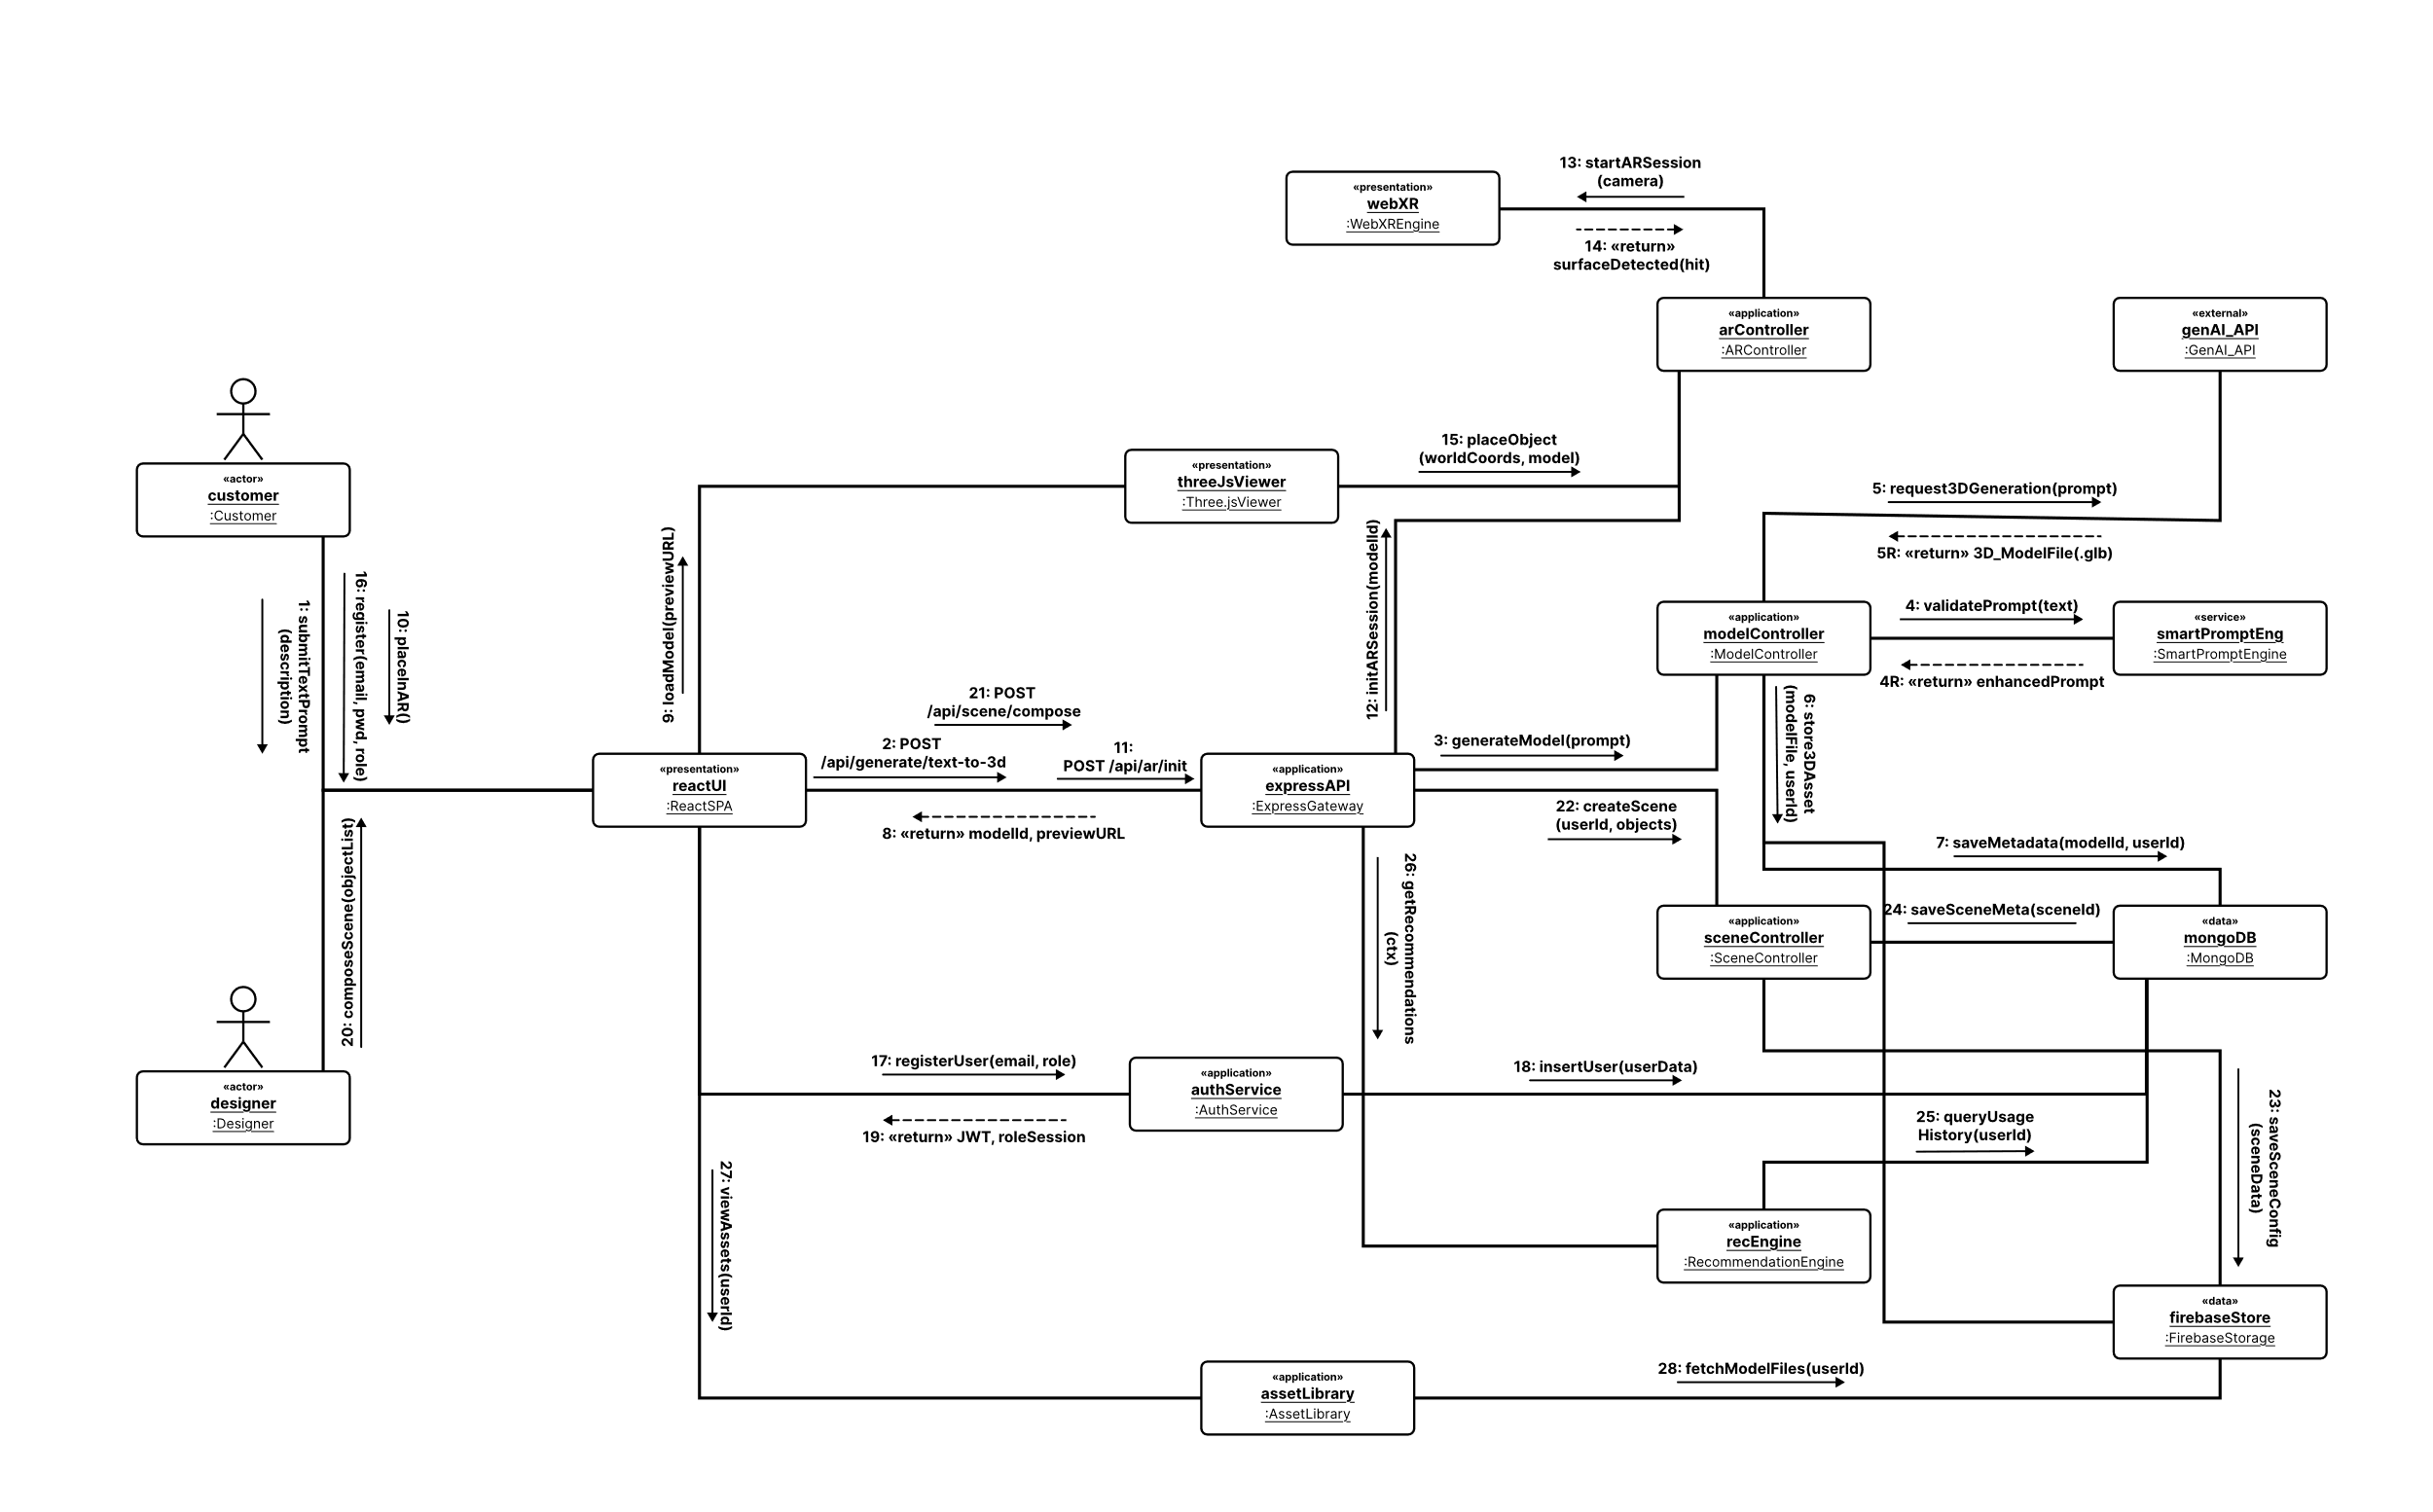 13: startARSession
(camera)
«presentation»
webXR
:WebXREngine
14: «return»
surfaceDetected(hit)
«application»
arController
:ARController
«external»
genAI_API
:GenAI_API
15: placeObject
(worldCoords, model)
«presentation»
threeJsViewer
:Three.jsViewer
«actor»
customer
:Customer
5: request3DGeneration(prompt)
5R: «return» 3D_ModelFile(.glb)
1: submitTextPrompt
(description)
16: register(email, pwd, role)
10: placeInAR()
9: loadModel(previewURL)
12: initARSession(modelId)
4: validatePrompt(text)
«application»
modelController
:ModelController
«service»
smartPromptEng
:SmartPromptEngine
4R: «return» enhancedPrompt
21: POST
/api/scene/compose
2: POST
/api/generate/text-to-3d
11:
POST /api/ar/init
3: generateModel(prompt)
6: store3DAsset
(modelFile, userId)
«presentation»
reactUI
:ReactSPA
«application»
expressAPI
:ExpressGateway
8: «return» modelId, previewURL
22: createScene
(userId, objects)
7: saveMetadata(modelId, userId)
20: composeScene(objectList)
26: getRecommendations
(ctx)
«application»
sceneController
:SceneController
24: saveSceneMeta(sceneId)
«data»
mongoDB
:MongoDB
«actor»
designer
:Designer
17: registerUser(email, role)
«application»
authService
:AuthService
18: insertUser(userData)
19: «return» JWT, roleSession
25: queryUsage
History(userId)
23: saveSceneConfig
(sceneData)
27: viewAssets(userId)
«application»
recEngine
:RecommendationEngine
«data»
firebaseStore
:FirebaseStorage
«application»
assetLibrary
:AssetLibrary
28: fetchModelFiles(userId)